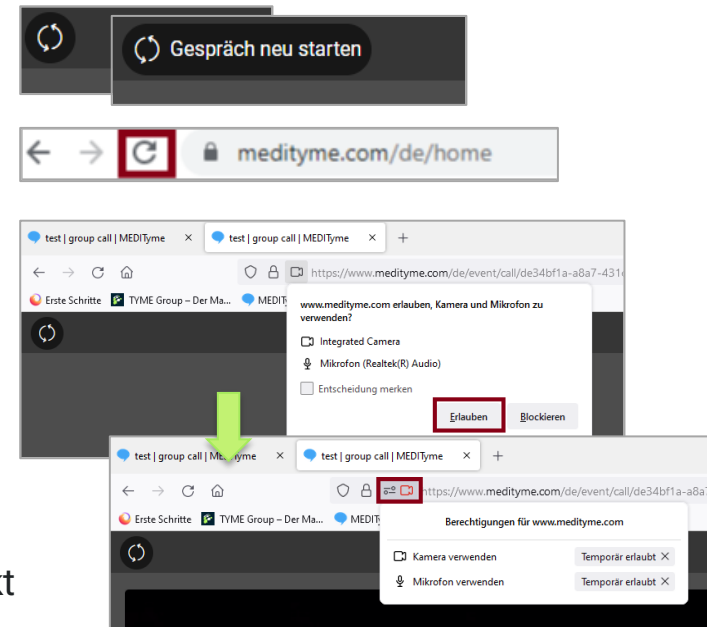 Gespräch neu starten
medityme.com/de/home
test | group call | MEDITyme
test | group call | MEDITyme
https://www.medityme.com/de/event/call/de34bf1a-a8a7-431
Erste Schritte
TYME Group – Der Ma...
MEDIT
www.medityme.com erlauben, Kamera und Mikrofon zu
verwenden?
Integrated Camera
Mikrofon (Realtek(R) Audio)
Entscheidung merken
Erlauben
Blockieren
test | group call | yme
test | group call | MEDITyme
https://www.medityme.com/de/event/call/de34bf1a-a8a
Erste Schritte
TYME Group – Der Ma...
MEDIT
Berechtigungen für www.medityme.com
Kamera verwenden
Temporär erlaubt
Mikrofon verwenden
Temporär erlaubt